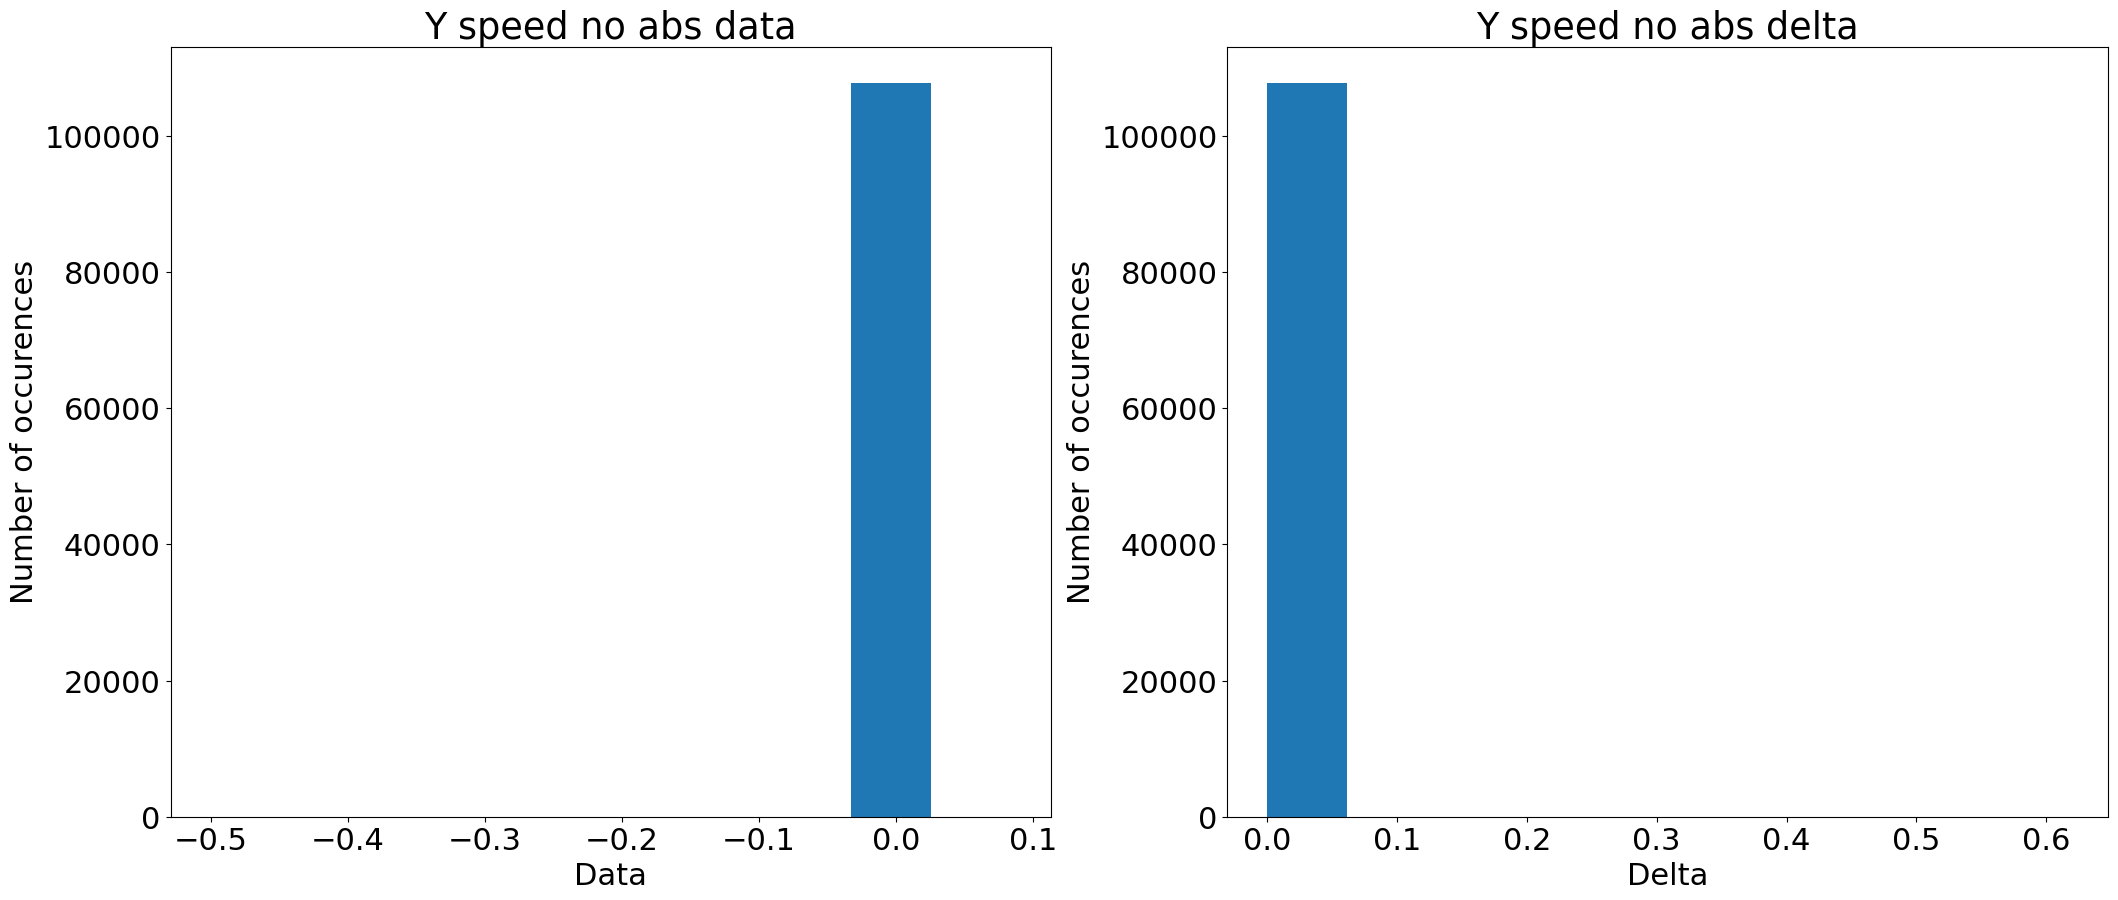 Y speed no abs data
Number of occurences
100000
80000
60000
40000
20000
0
−0.5 −0.4 −0.3 −0.2 −0.1 0.0 0.1
Data
Y speed no abs delta
Number of occurences
100000
80000
60000
40000
20000
0
0.0 0.1 0.2 0.3 0.4 0.5 0.6
Delta